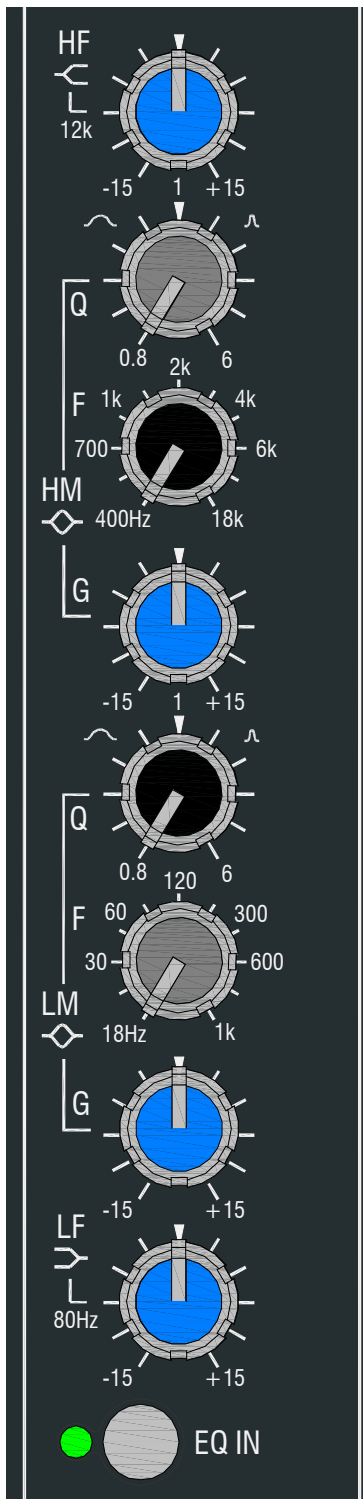 HF
12k
-15 1 +15
Q
0.8 6
2k
1k 4k
F
700 6k
HM
400Hz 18k
G
-15 1 +15
Q
0.8 6
120
60 300
F
30 600
LM
18Hz 1k
G
-15 +15
LF
80Hz
-15 +15
EQ IN